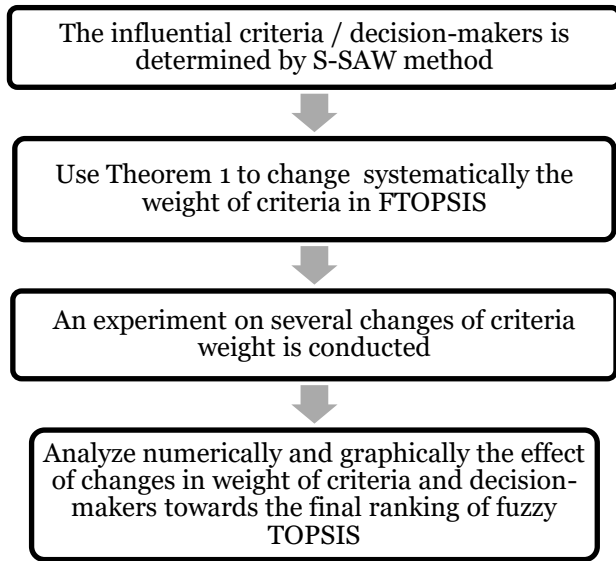 The influential criteria / decision-makers is
determined by S-SAW method
Use Theorem 1 to change systematically the
weight of criteria in FTOPSIS
An experiment on several changes of criteria
weight is conducted
Analyze numerically and graphically the effect
of changes in weight of criteria and decision-
makers towards the final ranking of fuzzy
TOPSIS